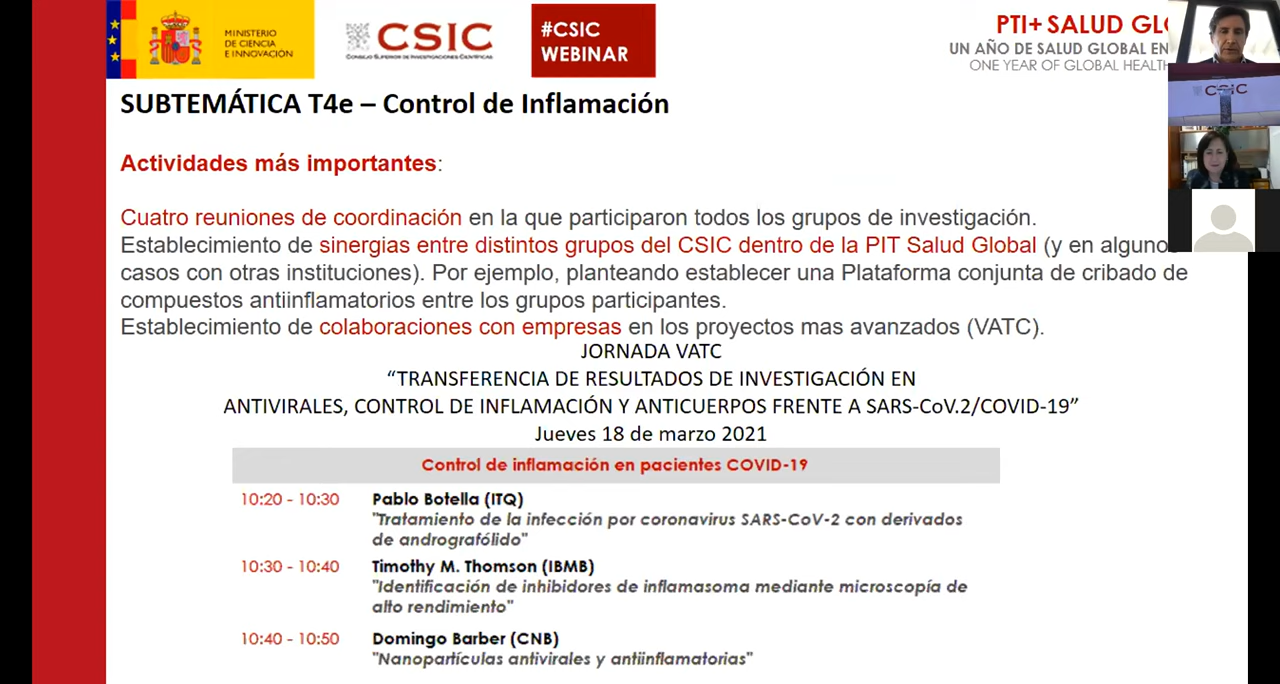 MINISTERIO
DE CIENCIA
E INNOVACIÓN
CSIC
CONSEJO SUPERIOR DE INVESTIGACIONES CIENTÍFICAS
#CSIC
WEBINAR
PTI+ SALUD GLO
UN AÑO DE SALUD GLOBAL EN
ONE YEAR OF GLOBAL HEALTH
CSIC
SUBTEMÁTICA T4e – Control de Inflamación
Actividades más importantes:
Cuatro reuniones de coordinación en la que participaron todos los grupos de investigación.
Establecimiento de sinergias entre distintos grupos del CSIC dentro de la PIT Salud Global (y en alguno
casos con otras instituciones). Por ejemplo, planteando establecer una Plataforma conjunta de cribado de
compuestos antiinflamatorios entre los grupos participantes.
Establecimiento de colaboraciones con empresas en los proyectos mas avanzados (VATC).
JORNADA VATC
“TRANSFERENCIA DE RESULTADOS DE INVESTIGACIÓN EN
ANTIVIRALES, CONTROL DE INFLAMACIÓN Y ANTICUERPOS FRENTE A SARS-CoV.2/COVID-19”
Jueves 18 de marzo 2021
Control de inflamación en pacientes COVID-19
10:20 - 10:30 Pablo Botella (ITQ)
"Tratamiento de la infección por coronavirus SARS-CoV-2 con derivados
de andrografólido"
10:30 - 10:40 Timothy M. Thomson (IBMB)
"Identificación de inhibidores de inflamasoma mediante microscopía de
alto rendimiento"
10:40 - 10:50 Domingo Barber (CNB)
"Nanopartículas antivirales y antiinflamatorias"